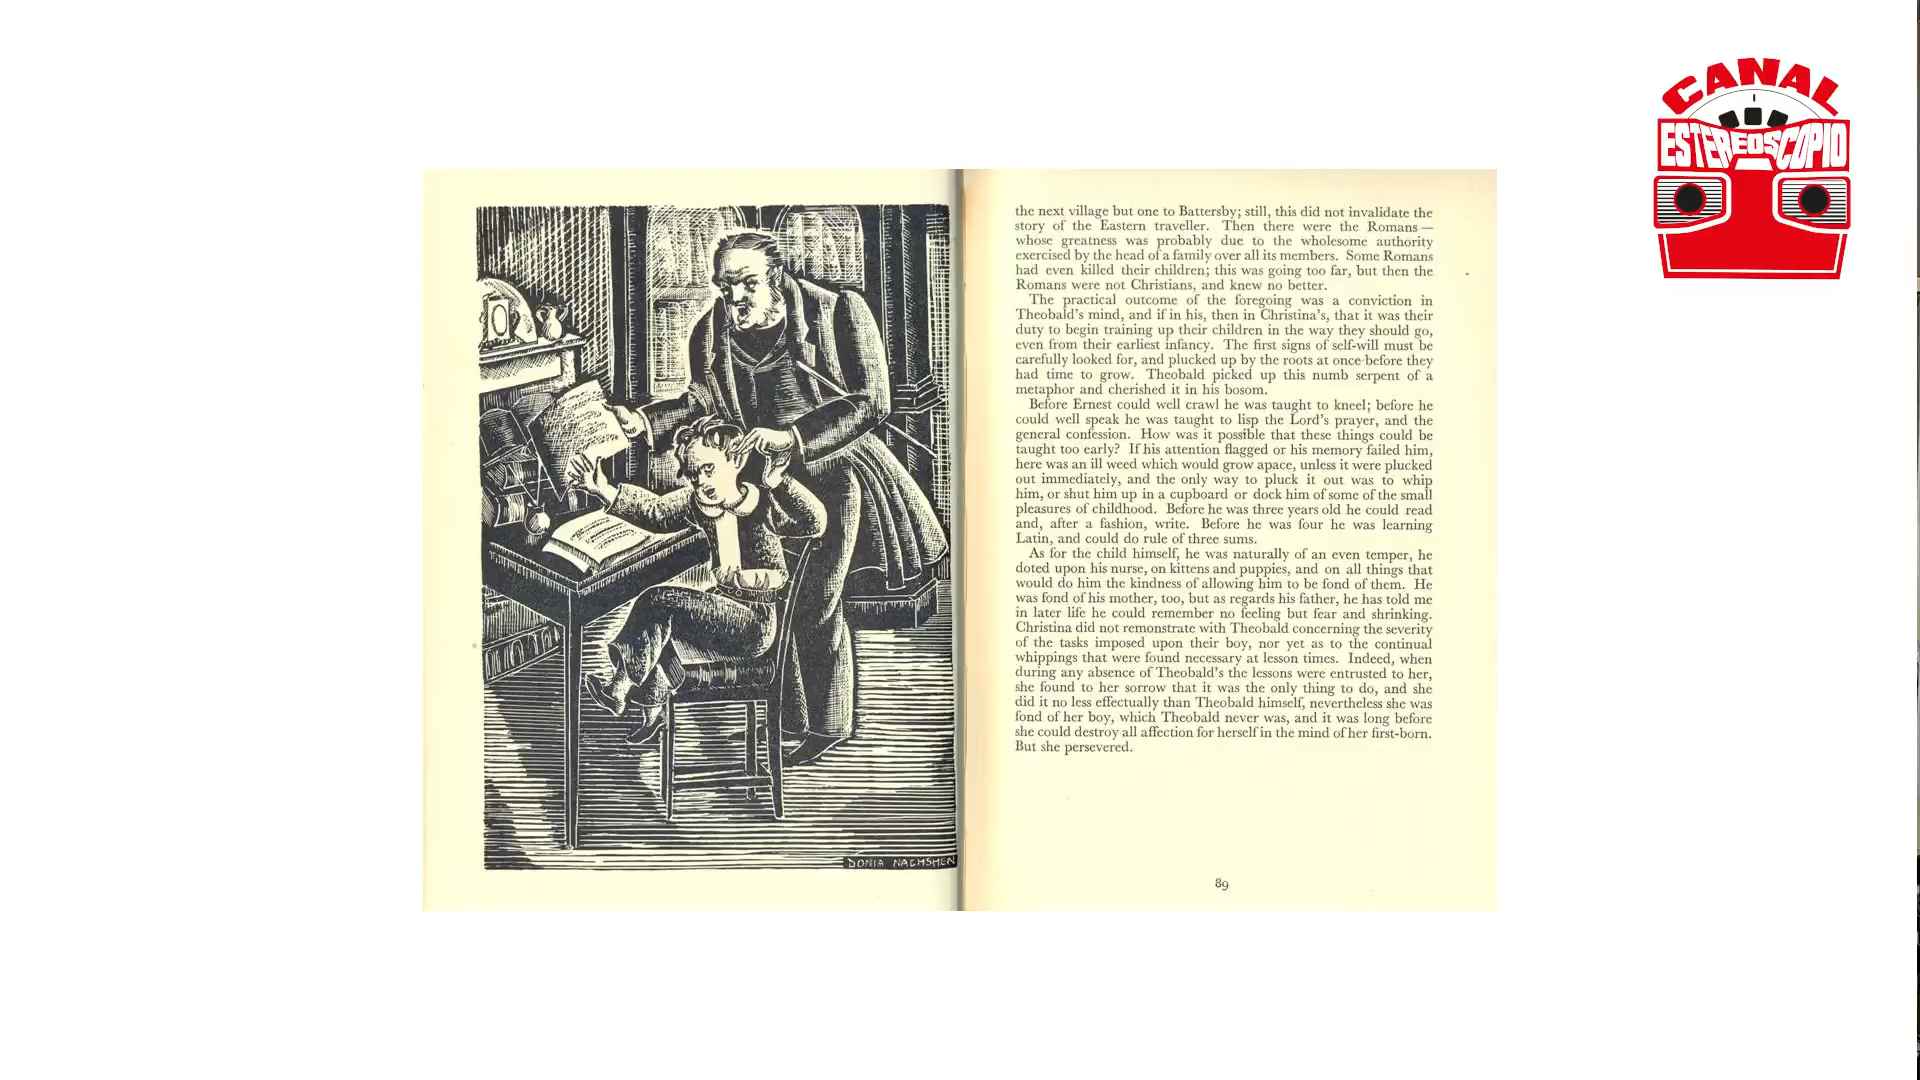 CANAL
ESTEREOSCOPIO
DONIA NACHSHEN
the next village but one to Battersby; still, this did not invalidate the
story of the Eastern traveller. Then there were the Romans —
whose greatness was probably due to the wholesome authority
exercised by the head of a family over all its members. Some Romans
had even killed their children; this was going too far, but then the
Romans were not Christians, and knew no better.
The practical outcome of the foregoing was a conviction in
Theobald's mind, and if in his, then in Christina's, that it was their
duty to begin training up their children in the way they should go,
even from their earliest infancy. The first signs of self-will must be
carefully looked for, and plucked up by the roots at once before they
had time to grow. Theobald picked up this numb serpent of a
metaphor and cherished it in his bosom.
Before Ernest could well crawl he was taught to kneel; before he
could well speak he was taught to lisp the Lord's prayer, and the
general confession. How was it possible that these things could be
taught too early? If his attention flagged or his memory failed him,
here was an ill weed which would grow apace, unless it were plucked
out immediately, and the only way to pluck it out was to whip
him, or shut him up in a cupboard or dock him of some of the small
pleasures of childhood. Before he was three years old he could read
and, after a fashion, write. Before he was four he was learning
Latin, and could do rule of three sums.
As for the child himself, he was naturally of an even temper, he
doted upon his nurse, on kittens and puppies, and on all things that
would do him the kindness of allowing him to be fond of them. He
was fond of his mother, too, but as regards his father, he has told me
in later life he could remember no feeling but fear and shrinking.
Christina did not remonstrate with Theobald concerning the severity
of the tasks imposed upon their boy, nor yet as to the continual
whippings that were found necessary at lesson times. Indeed, when
during any absence of Theobald's the lessons were entrusted to her,
she found to her sorrow that it was the only thing to do, and she
did it no less effectually than Theobald himself, nevertheless she was
fond of her boy, which Theobald never was, and it was long before
she could destroy all affection for herself in the mind of her first-born.
But she persevered.
89